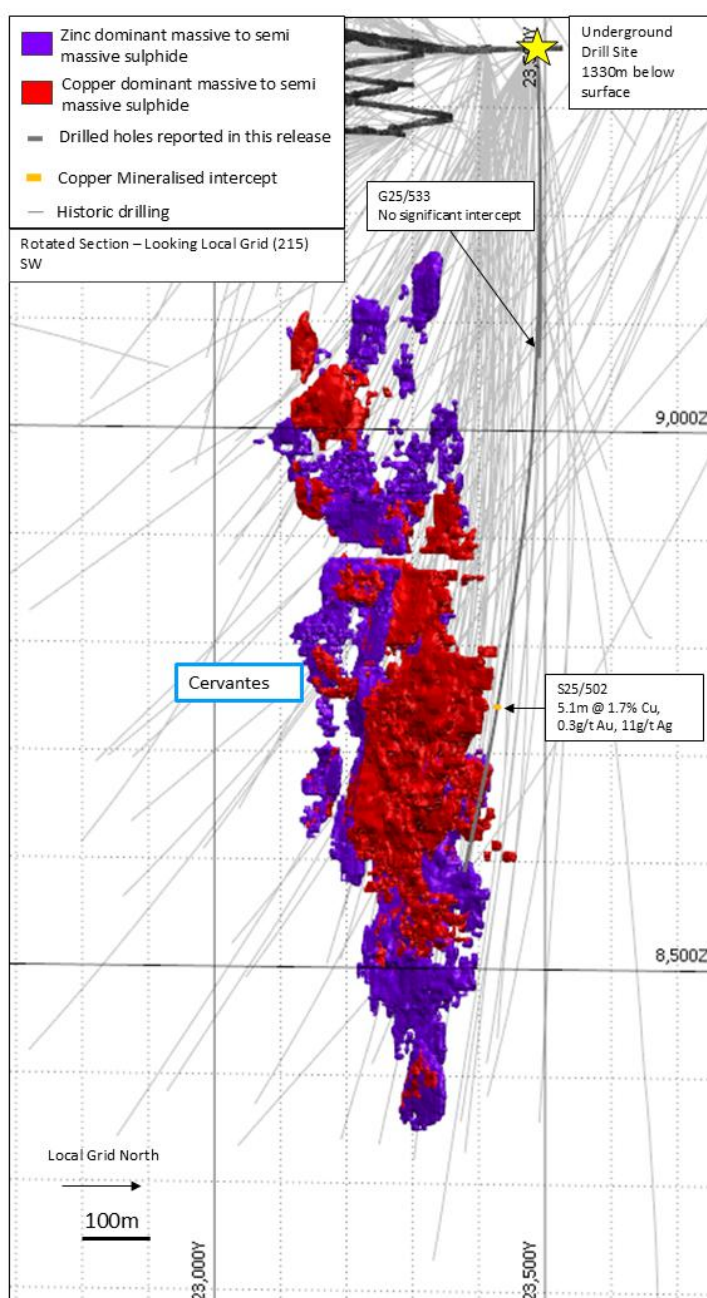 Zinc dominant massive to semi
massive sulphide
Copper dominant massive to semi
massive sulphide
Drilled holes reported in this release
Copper Mineralised intercept
Historic drilling
Rotated Section – Looking Local Grid (215)
SW
Underground
Drill Site
1330m below
surface
G25/533
No significant intercept
9,000Z
Cervantes
S25/502
5.1m @ 1.7% Cu,
0.3g/t Au, 11g/t Ag
8,500Z
Local Grid North
100m
23,000Y
23,500Y